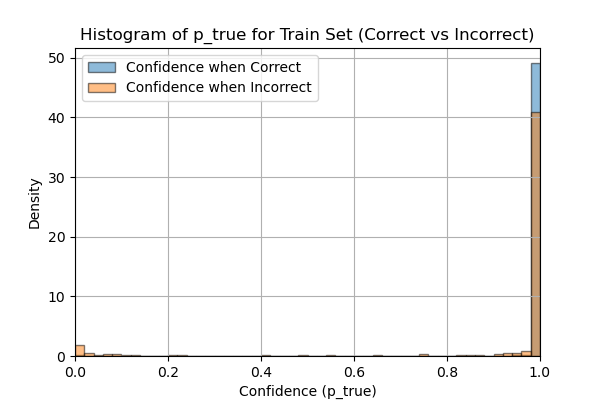 Histogram of p_true for Train Set (Correct vs Incorrect)
Confidence when Correct
Confidence when Incorrect
50
40
30
20
10
0
Density
0.0 0.2 0.4 0.6 0.8 1.0
Confidence (p_true)